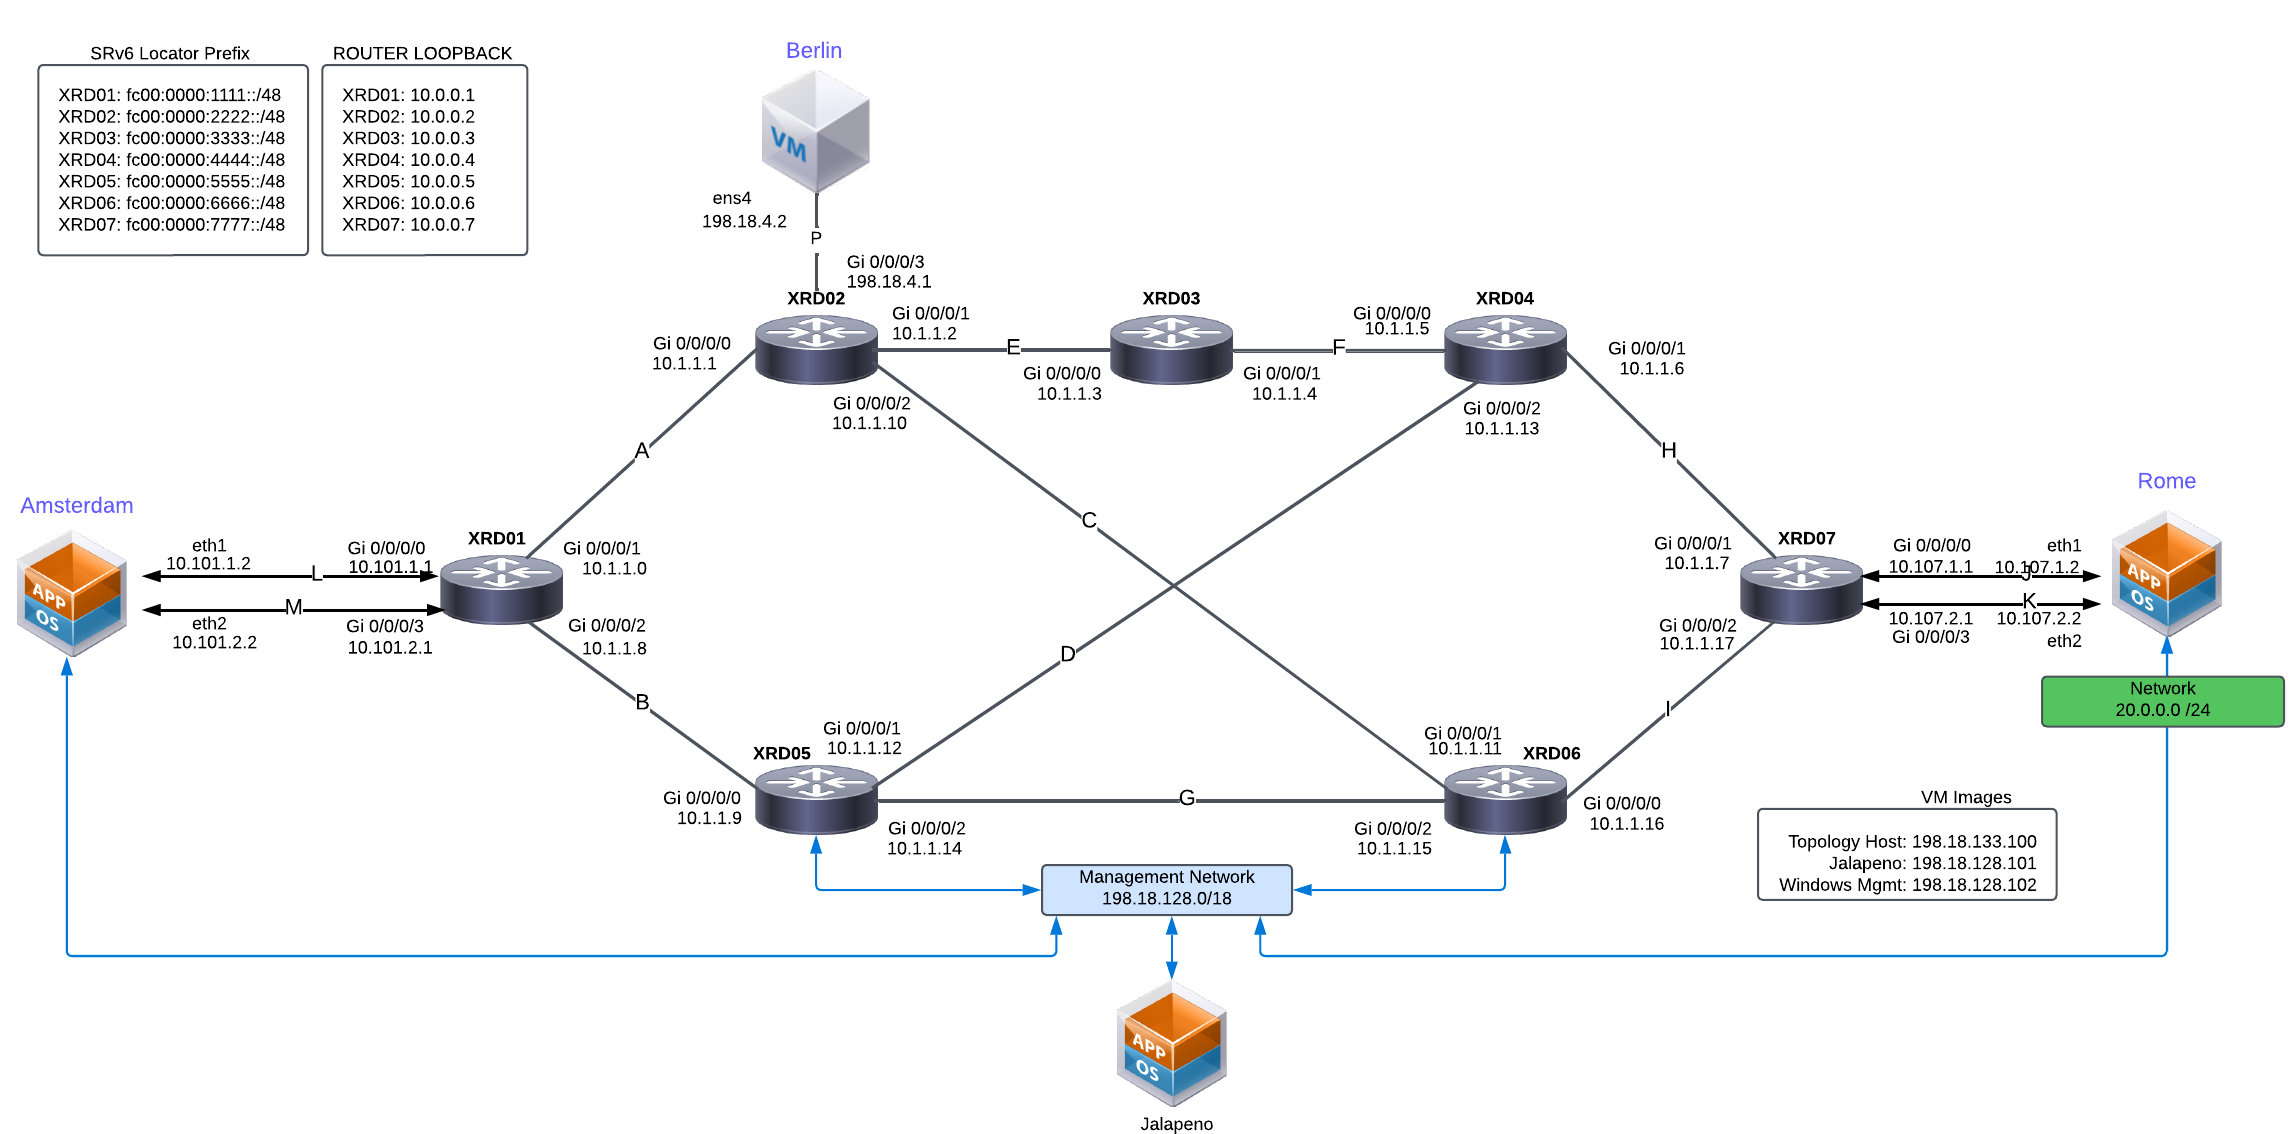 SRv6 Locator Prefix
XRD01: fc00:0000:1111::/48
XRD02: fc00:0000:2222::/48
XRD03: fc00:0000:3333::/48
XRD04: fc00:0000:4444::/48
XRD05: fc00:0000:5555::/48
XRD06: fc00:0000:6666::/48
XRD07: fc00:0000:7777::/48
ROUTER LOOPBACK
XRD01: 10.0.0.1
XRD02: 10.0.0.2
XRD03: 10.0.0.3
XRD04: 10.0.0.4
XRD05: 10.0.0.5
XRD06: 10.0.0.6
XRD07: 10.0.0.7
Berlin
VM
ens4
198.18.4.2
P
Gi 0/0/0/3
198.18.4.1
XRD02
Gi 0/0/0/0
10.1.1.1
Gi 0/0/0/1
10.1.1.2
Gi 0/0/0/2
10.1.1.10
E
XRD03
Gi 0/0/0/0
10.1.1.3
Gi 0/0/0/1
10.1.1.4
F
XRD04
Gi 0/0/0/0
10.1.1.5
Gi 0/0/0/1
10.1.1.6
Gi 0/0/0/2
10.1.1.13
A
C
H
Amsterdam
APP
OS
eth1
10.101.1.2
L
Gi 0/0/0/0
10.101.1.1
M
eth2
10.101.2.2
Gi 0/0/0/3
10.101.2.1
XRD01
Gi 0/0/0/1
10.1.1.0
Gi 0/0/0/2
10.1.1.8
B
D
I
XRD07
Gi 0/0/0/1
10.1.1.7
Gi 0/0/0/2
10.1.1.17
Gi 0/0/0/0
10.107.1.1
eth1
10.107.1.2
J
K
10.107.2.1
Gi 0/0/0/3
10.107.2.2
eth2
Rome
APP
OS
Network
20.0.0.0 /24
XRD05
Gi 0/0/0/1
10.1.1.12
Gi 0/0/0/0
10.1.1.9
Gi 0/0/0/2
10.1.1.14
G
XRD06
Gi 0/0/0/1
10.1.1.11
Gi 0/0/0/2
10.1.1.15
Gi 0/0/0/0
10.1.1.16
VM Images
Topology Host: 198.18.133.100
Jalapeno: 198.18.128.101
Windows Mgmt: 198.18.128.102
Management Network
198.18.128.0/18
APP
OS
Jalapeno